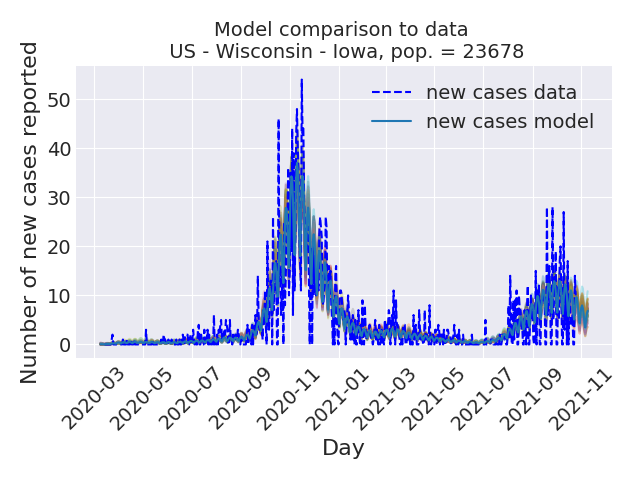 Model comparison to data
US - Wisconsin - Iowa, pop. = 23678
Number of new cases reported
50
40
30
20
10
0
new cases data
new cases model
2020-03
2020-05
2020-07
2020-09
2020-11
2021-01
2021-03
2021-05
2021-07
2021-09
2021-11
Day